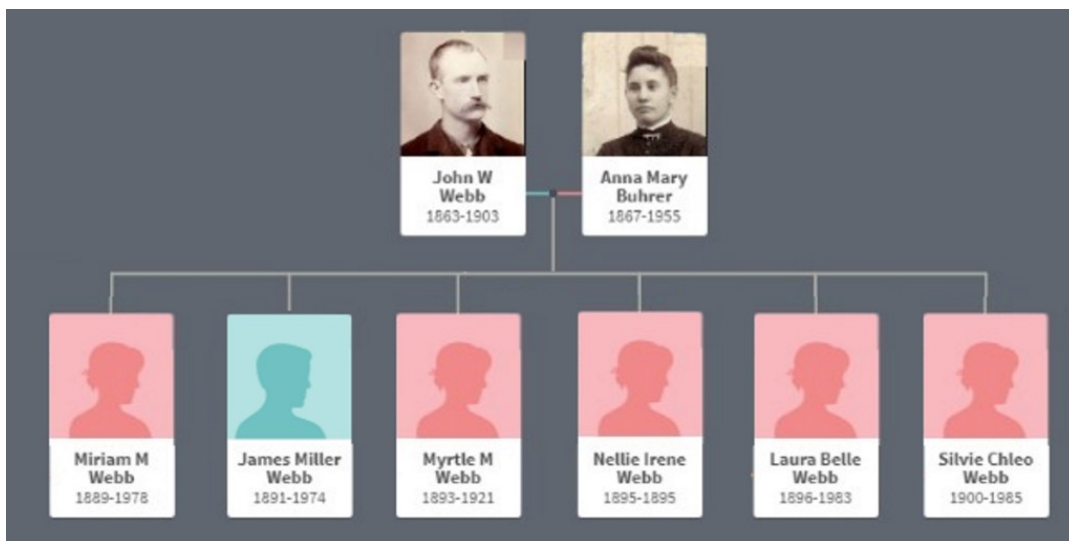 John W
Webb
1863-1903
Anna Mary
Buhrer
1867-1955
Miriam M
Webb
1889-1978
James Miller
Webb
1891-1974
Myrtle M
Webb
1893-1921
Nellie Irene
Webb
1895-1895
Laura Belle
Webb
1896-1983
Silvie Chleo
Webb
1900-1985